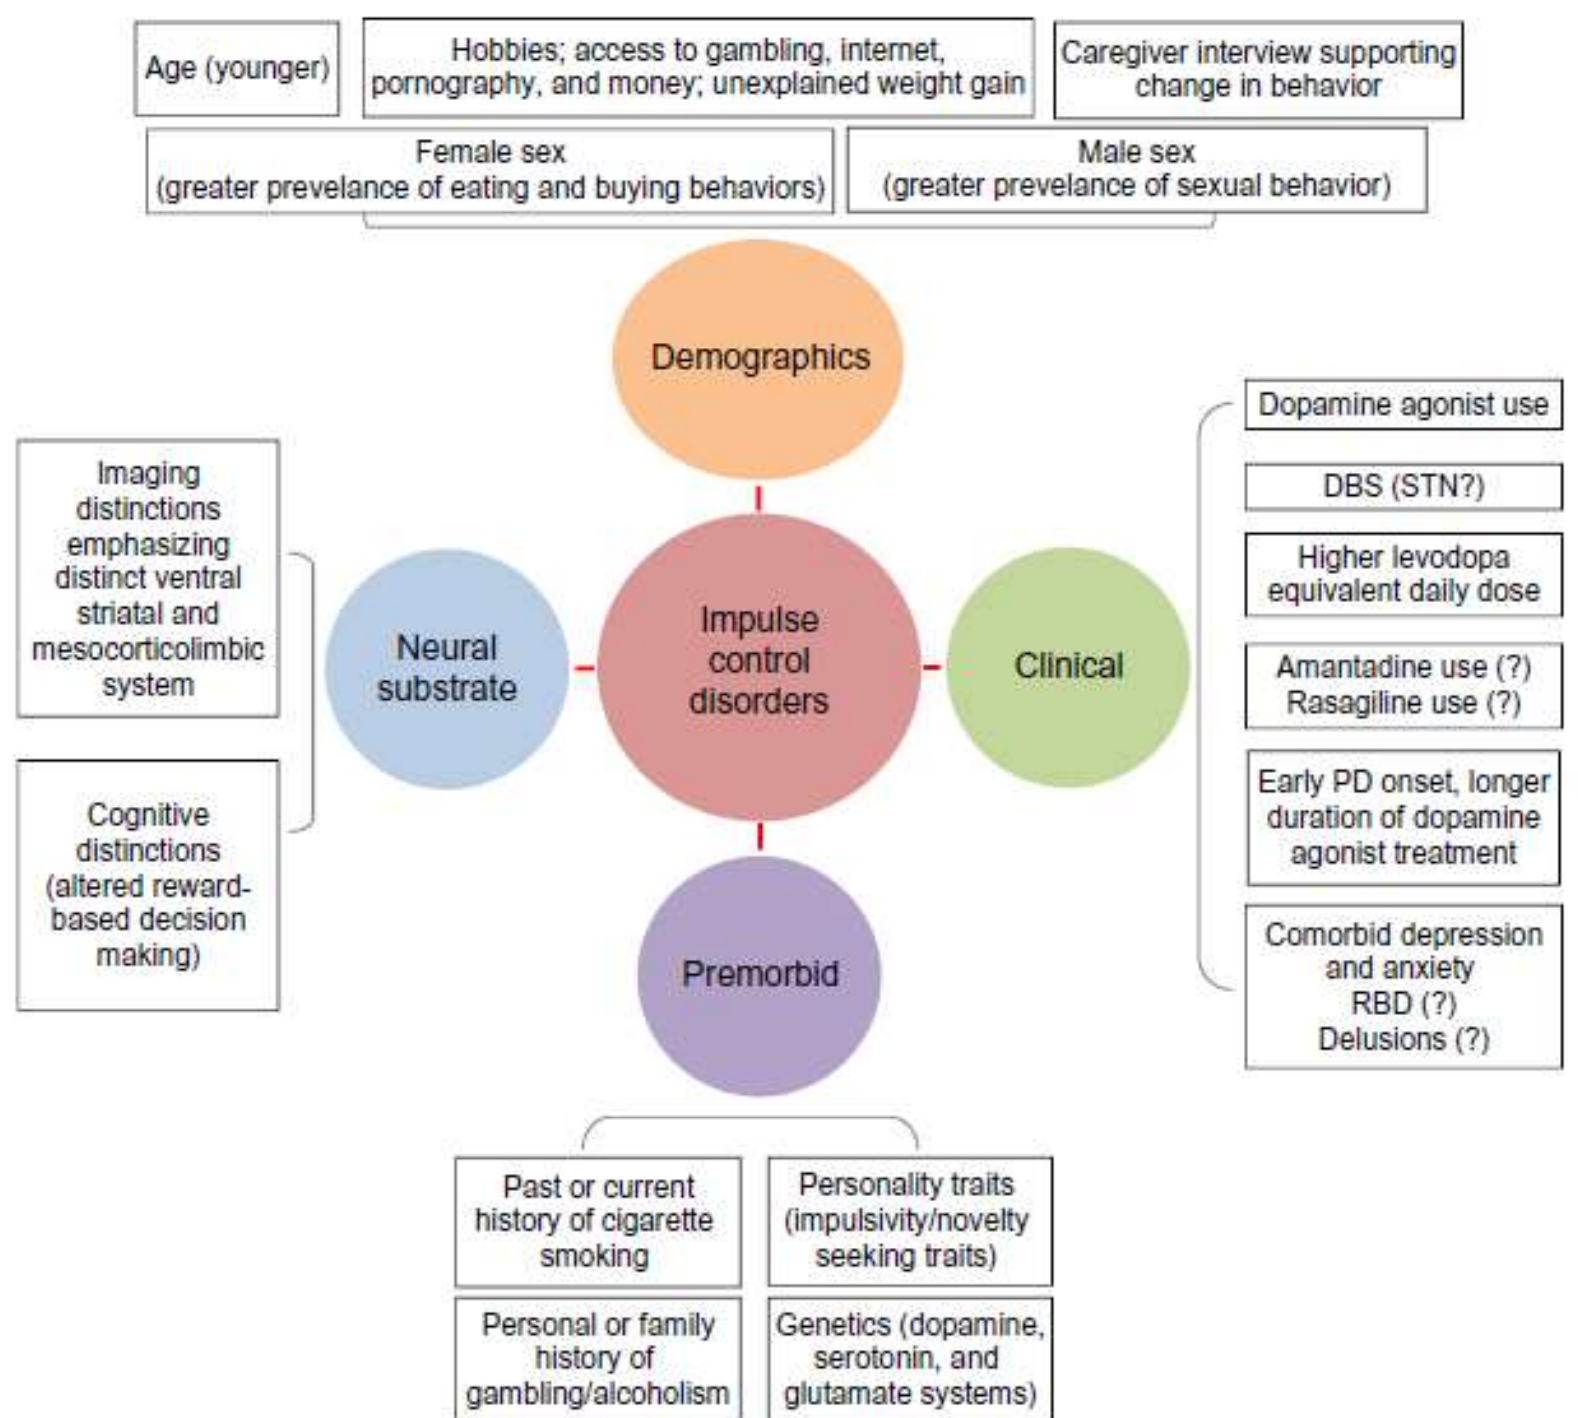 Age (younger)
Hobbies; access to gambling, internet,
pornography, and money; unexplained weight gain
Caregiver interview supporting
change in behavior
Female sex
(greater prevelance of eating and buying behaviors)
Male sex
(greater prevelance of sexual behavior)
Demographics
Imaging
distinctions
emphasizing
distinct ventral
striatal and
mesocorticolimbic
system
Cognitive
distinctions
(altered reward-
based decision
making)
Neural
substrate
Impulse
control
disorders
Clinical
Dopamine agonist use
DBS (STN?)
Higher levodopa
equivalent daily dose
Amantadine use (?)
Rasagiline use (?)
Early PD onset, longer
duration of dopamine
agonist treatment
Comorbid depression
and anxiety
RBD (?)
Delusions (?)
Premorbid
Past or current
history of cigarette
smoking
Personality traits
(impulsivity/novelty
seeking traits)
Personal or family
history of
gambling/alcoholism
Genetics (dopamine,
serotonin, and
glutamate systems)